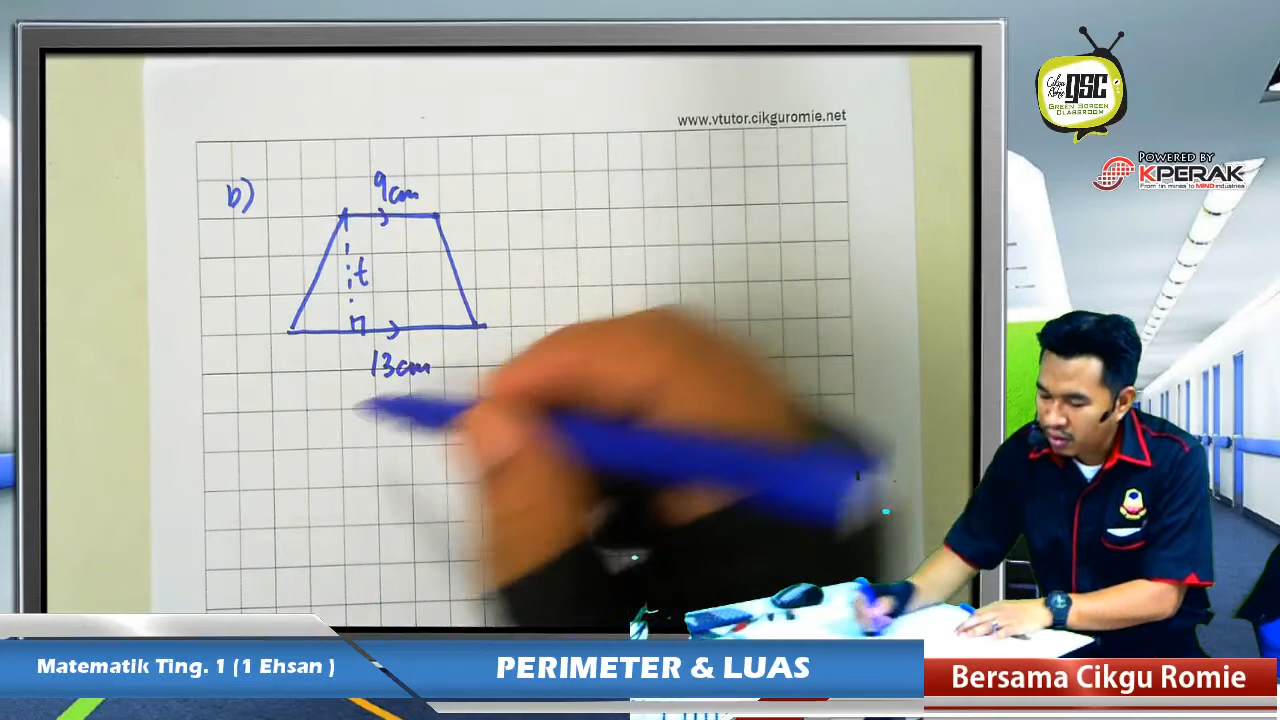 www.vtutor.cikguromie.net
b)
9cm
t
13cm
Cikgu Romie GSC
GREEN SCREEN
CLASSROOM
POWERED BY
KPERAK
From tin mines to MIND industries
Matematik Ting. 1 (1 Ehsan )
PERIMETER & LUAS
Bersama Cikgu Romie